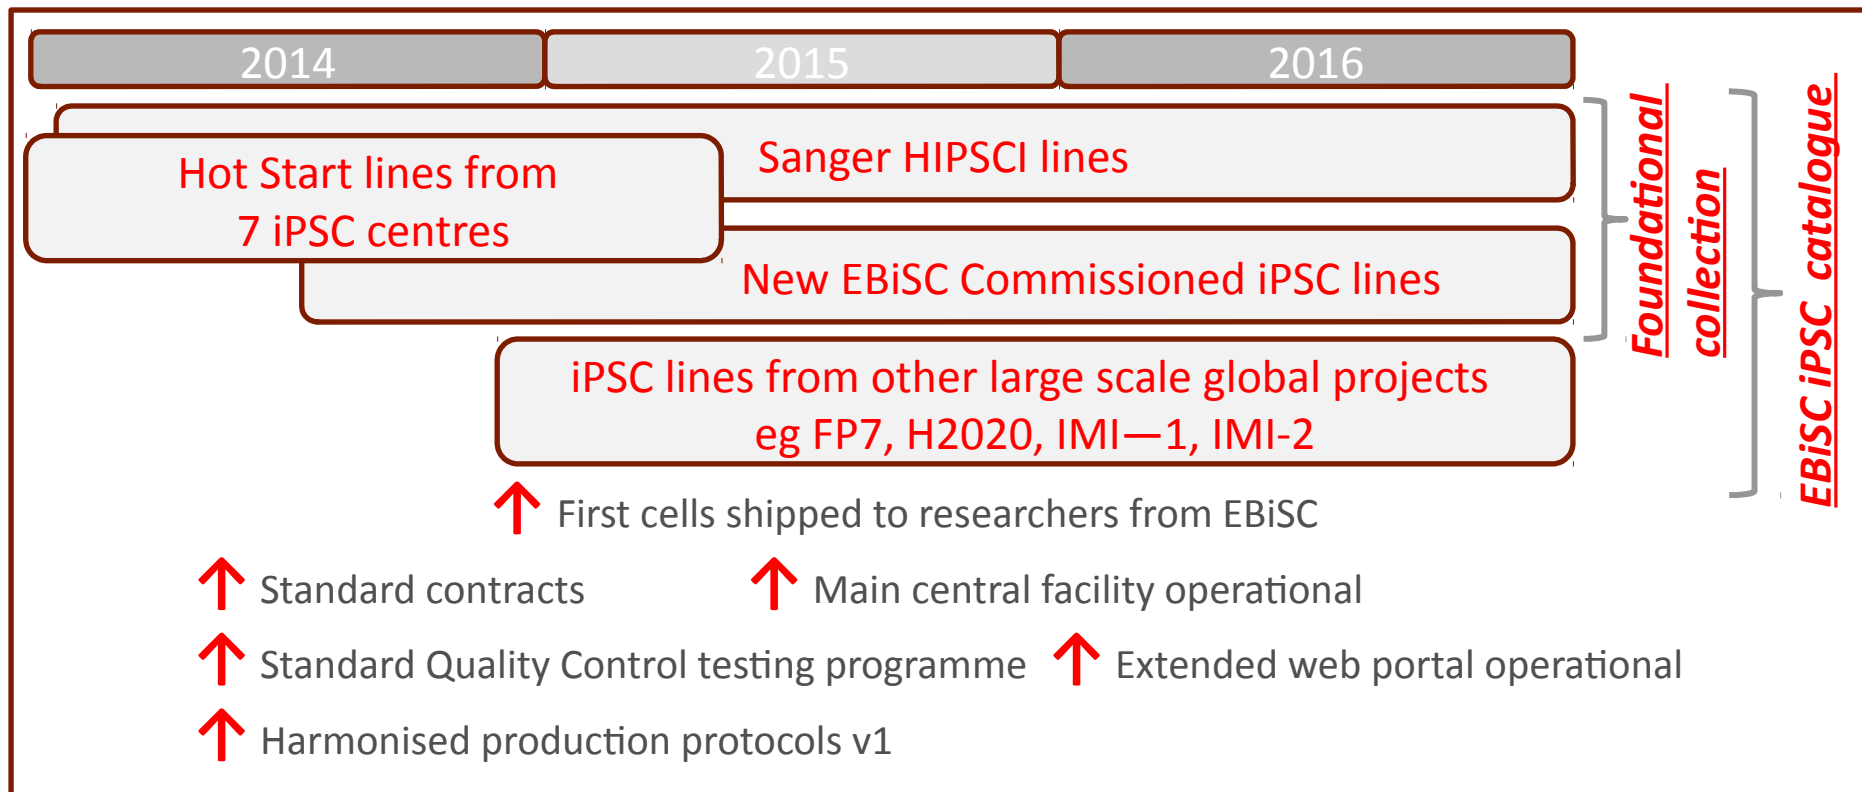 2014
2015
2016
Sanger HIPSCI lines
Hot Start lines from
7 iPSC centres
New EBiSC Commissioned iPSC lines
iPSC lines from other large scale global projects
eg FP7, H2020, IMI—1, IMI-2
Foundational
collection
EBiSC iPSC catalogue
First cells shipped to researchers from EBiSC
Standard contracts
Main central facility operational
Standard Quality Control testing programme
Extended web portal operational
Harmonised production protocols v1